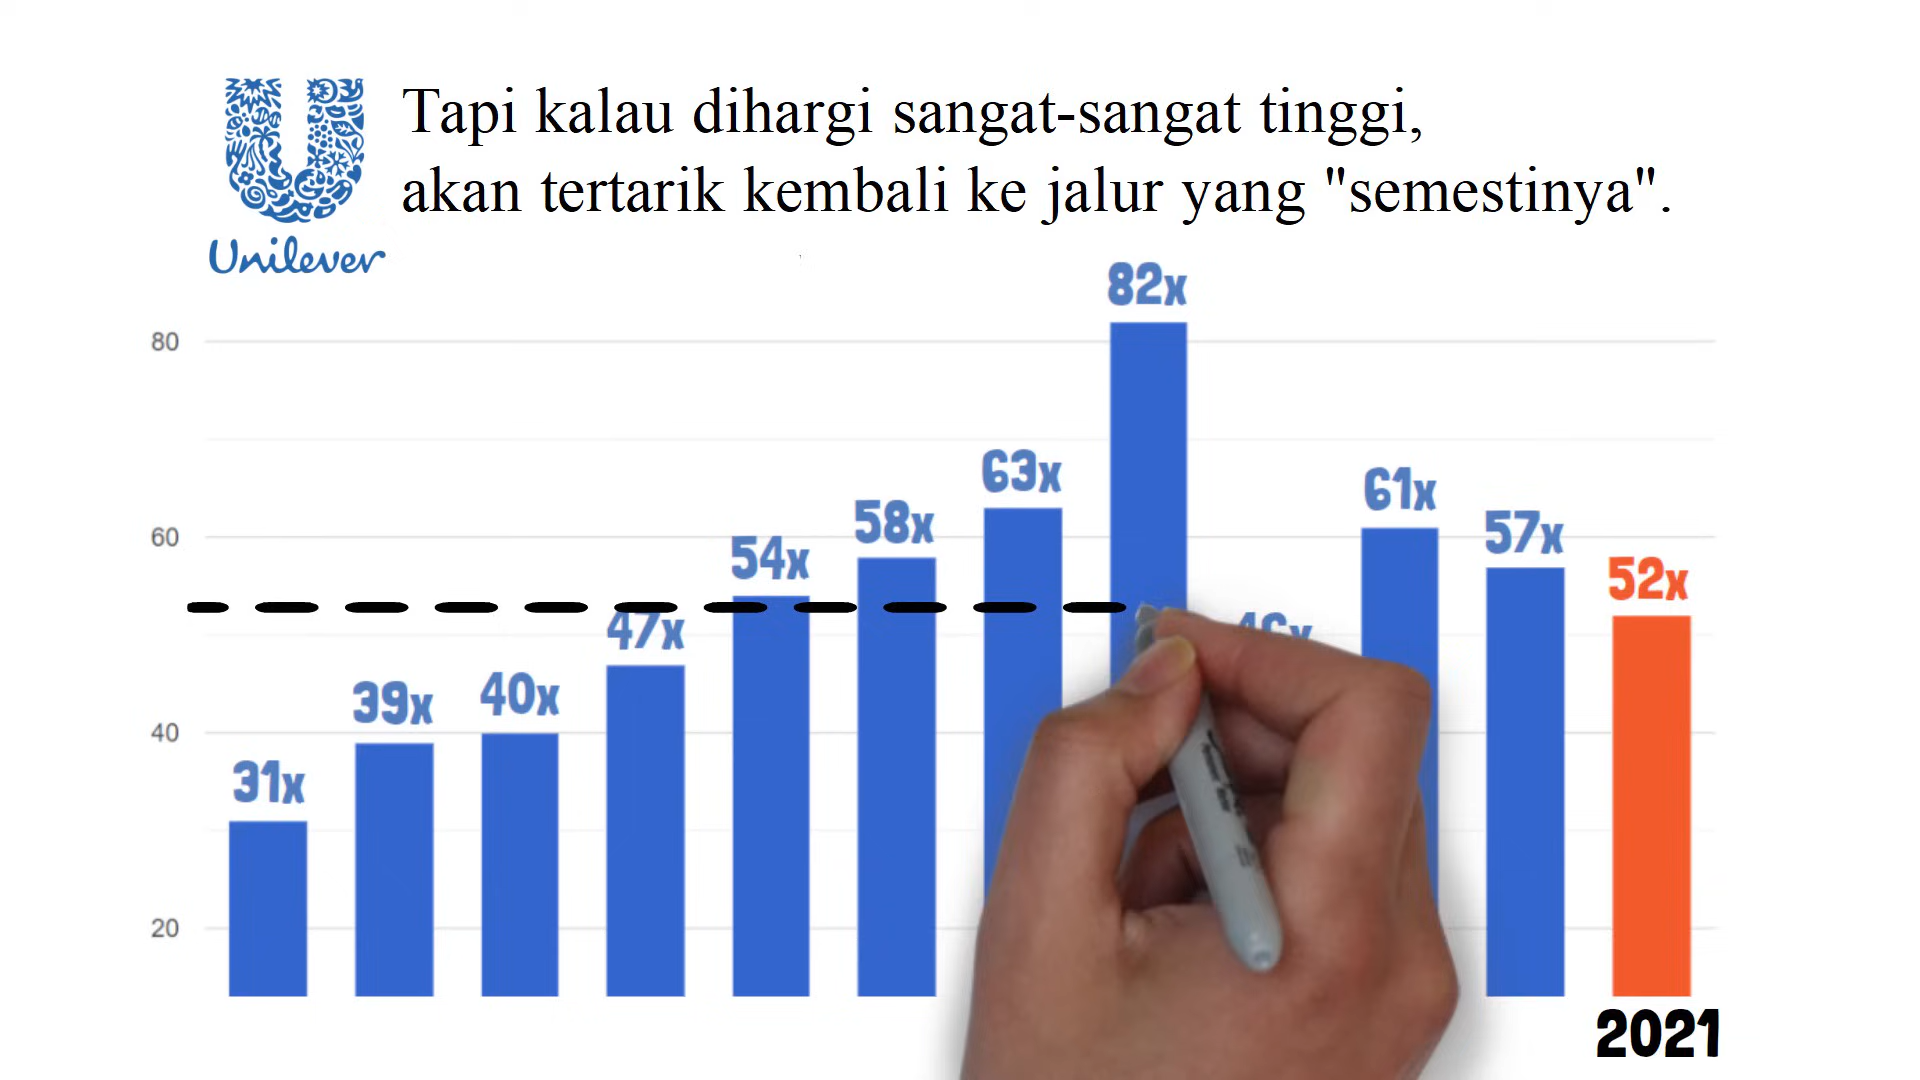 Tapi kalau dihargi sangat-sangat tinggi,
akan tertarik kembali ke jalur yang "semestinya".
Unilever
82x
80
63x
61x
58x
57x
60
54x
52x
47x
40x
39x
40
31x
20
2021